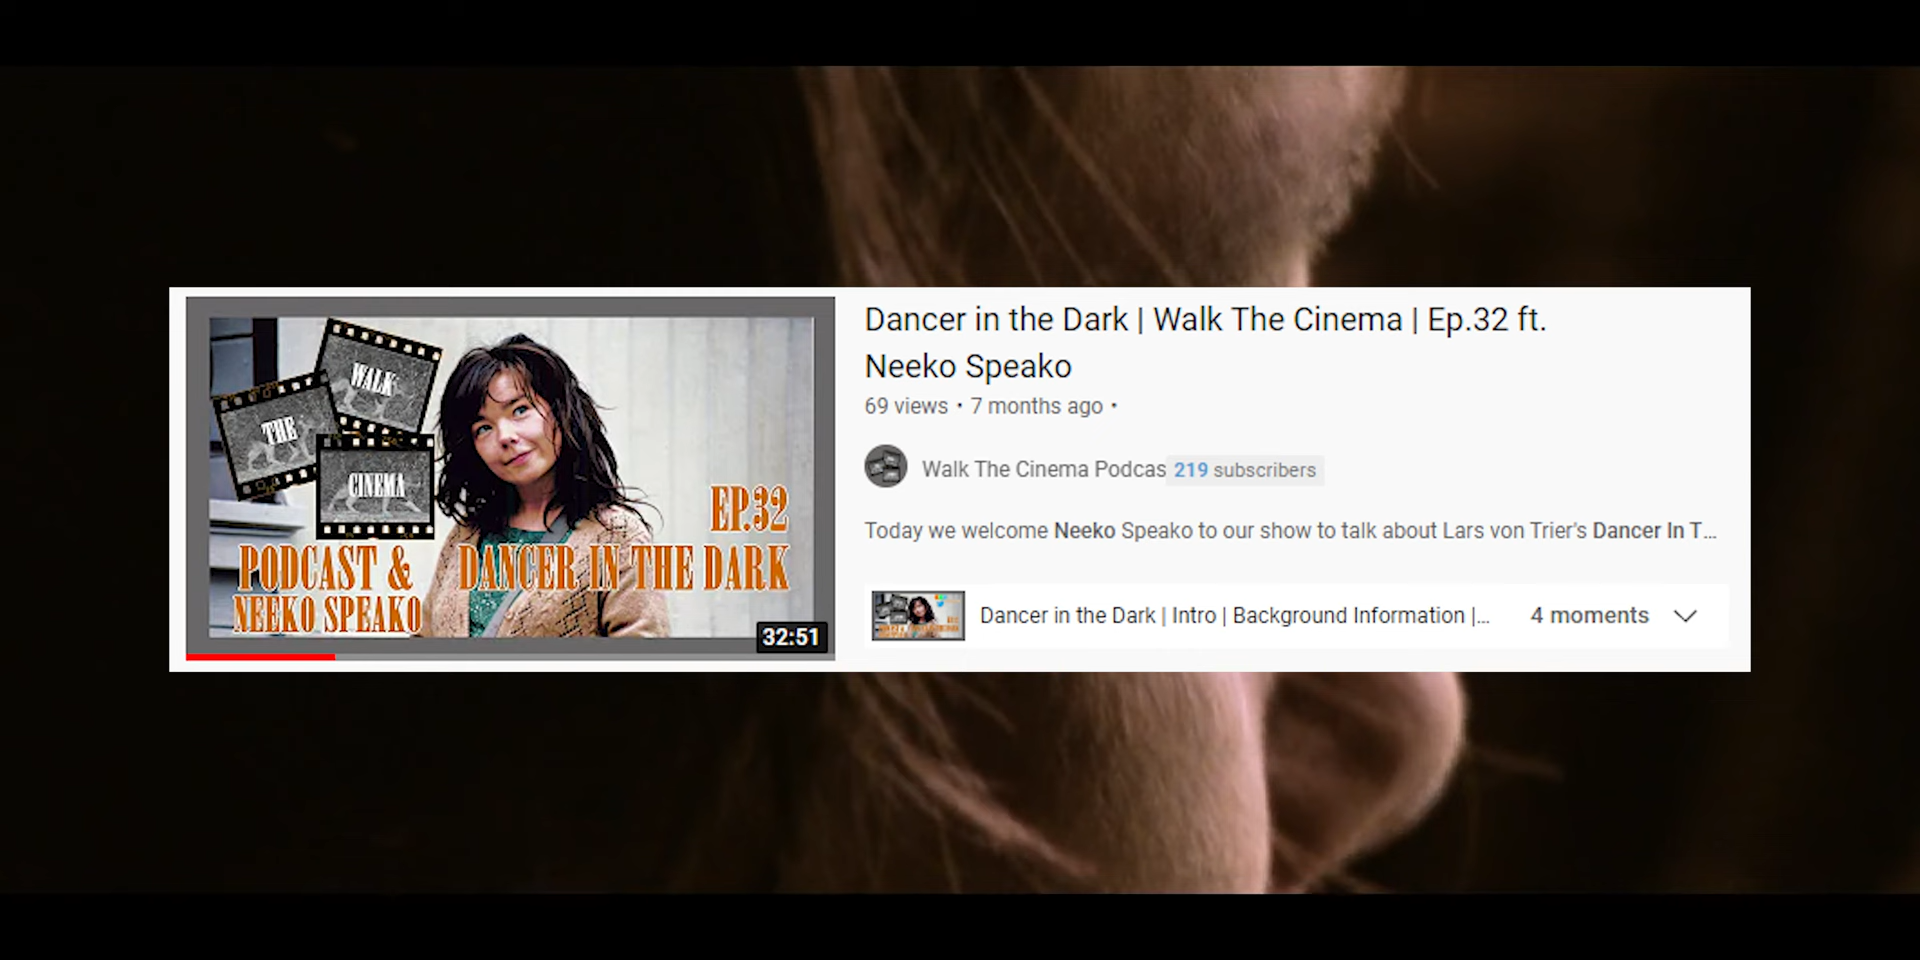 WALK
THE
CINEMA
EP.32
PODCAST & DANCER IN THE DARK
NEEKO SPEAKO
32:51
Dancer in the Dark | Walk The Cinema | Ep.32 ft.
Neeko Speako
69 views • 7 months ago •
Walk The Cinema Podcas 219 subscribers
Today we welcome Neeko Speako to our show to talk about Lars von Trier's Dancer In T...
Dancer in the Dark | Intro | Background Information |... 4 moments